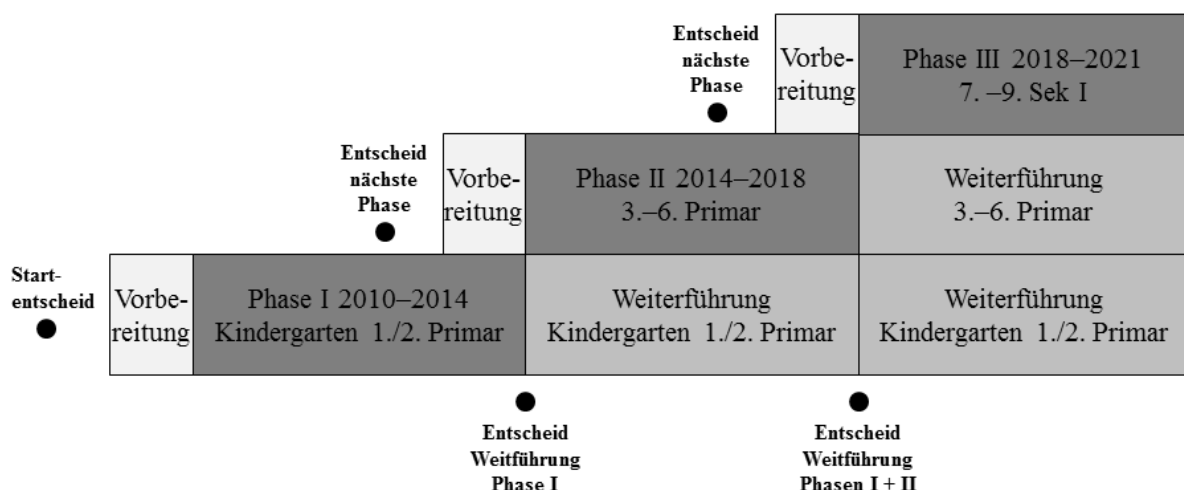 Entscheid
nächste
Phase
Vorbe-
reitung
Phase III 2018–2021
7. –9. Sek I
Entscheid
nächste
Phase
Vorbe-
reitung
Phase II 2014–2018
3.–6. Primar
Weiterführung
3.–6. Primar
Start-
entscheid
Vorbe-
reitung
Phase I 2010–2014
Kindergarten 1./2. Primar
Weiterführung
Kindergarten 1./2. Primar
Weiterführung
Kindergarten 1./2. Primar
Entscheid
Weitführung
Phase I
Entscheid
Weitführung
Phasen I + II